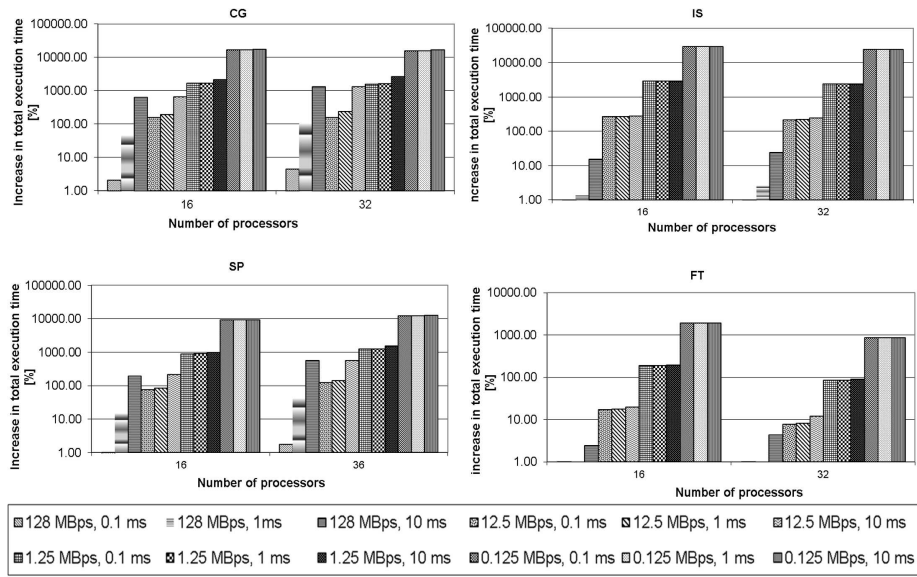 CG
100000.00
10000.00
1000.00
100.00
10.00
1.00
Increase in total execution time
[%]
16
32
Number of processors
IS
100000.00
10000.00
1000.00
100.00
10.00
1.00
ncrease in total execution time
[%]
16
32
Number of processors
SP
100000.00
10000.00
1000.00
100.00
10.00
1.00
Increase in total execution time
[%]
16
36
Number of processors
FT
10000.00
1000.00
100.00
10.00
1.00
increase in total execution time
[%]
16
32
Number of processors
128 MBps, 0.1 ms 128 MBps, 1ms 128 MBps, 10 ms 12.5 MBps, 0.1 ms 12.5 MBps, 1 ms 12.5 MBps, 10 ms
1.25 MBps, 0.1 ms 1.25 MBps, 1 ms 1.25 MBps, 10 ms 0.125 MBps, 0.1 ms 0.125 MBps, 1 ms 0.125 MBps, 10 ms